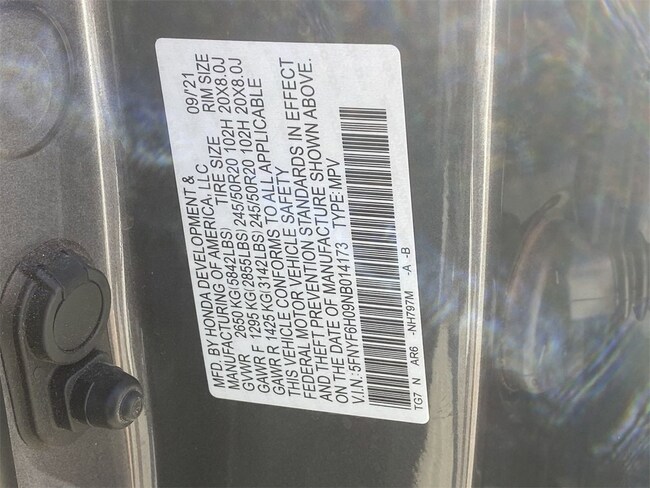 MFD. BY HONDA DEVELOPMENT & 09/'21
MANUFACTURING OF AMERICA, LLC
GVWR 2650 KG(5842LBS) TIRE SIZE RIM SIZE
GAWR F 1295 KG(2855LBS) 245/50R20 102H 20X8.0J
GAWR R 1425 KG(3142LBS) 245/50R20 102H 20X8.0J
THIS VEHICLE CONFORMS TO ALL APPLICABLE
FEDERAL MOTOR VEHICLE SAFETY
AND THEFT PREVENTION STANDARDS IN EFFECT
ON THE DATE OF MANUFACTURE SHOWN ABOVE.
V.I.N.: 5FNYF6H09NB014173 TYPE: MPV
TG7 N AR6 -NH797M -A -B